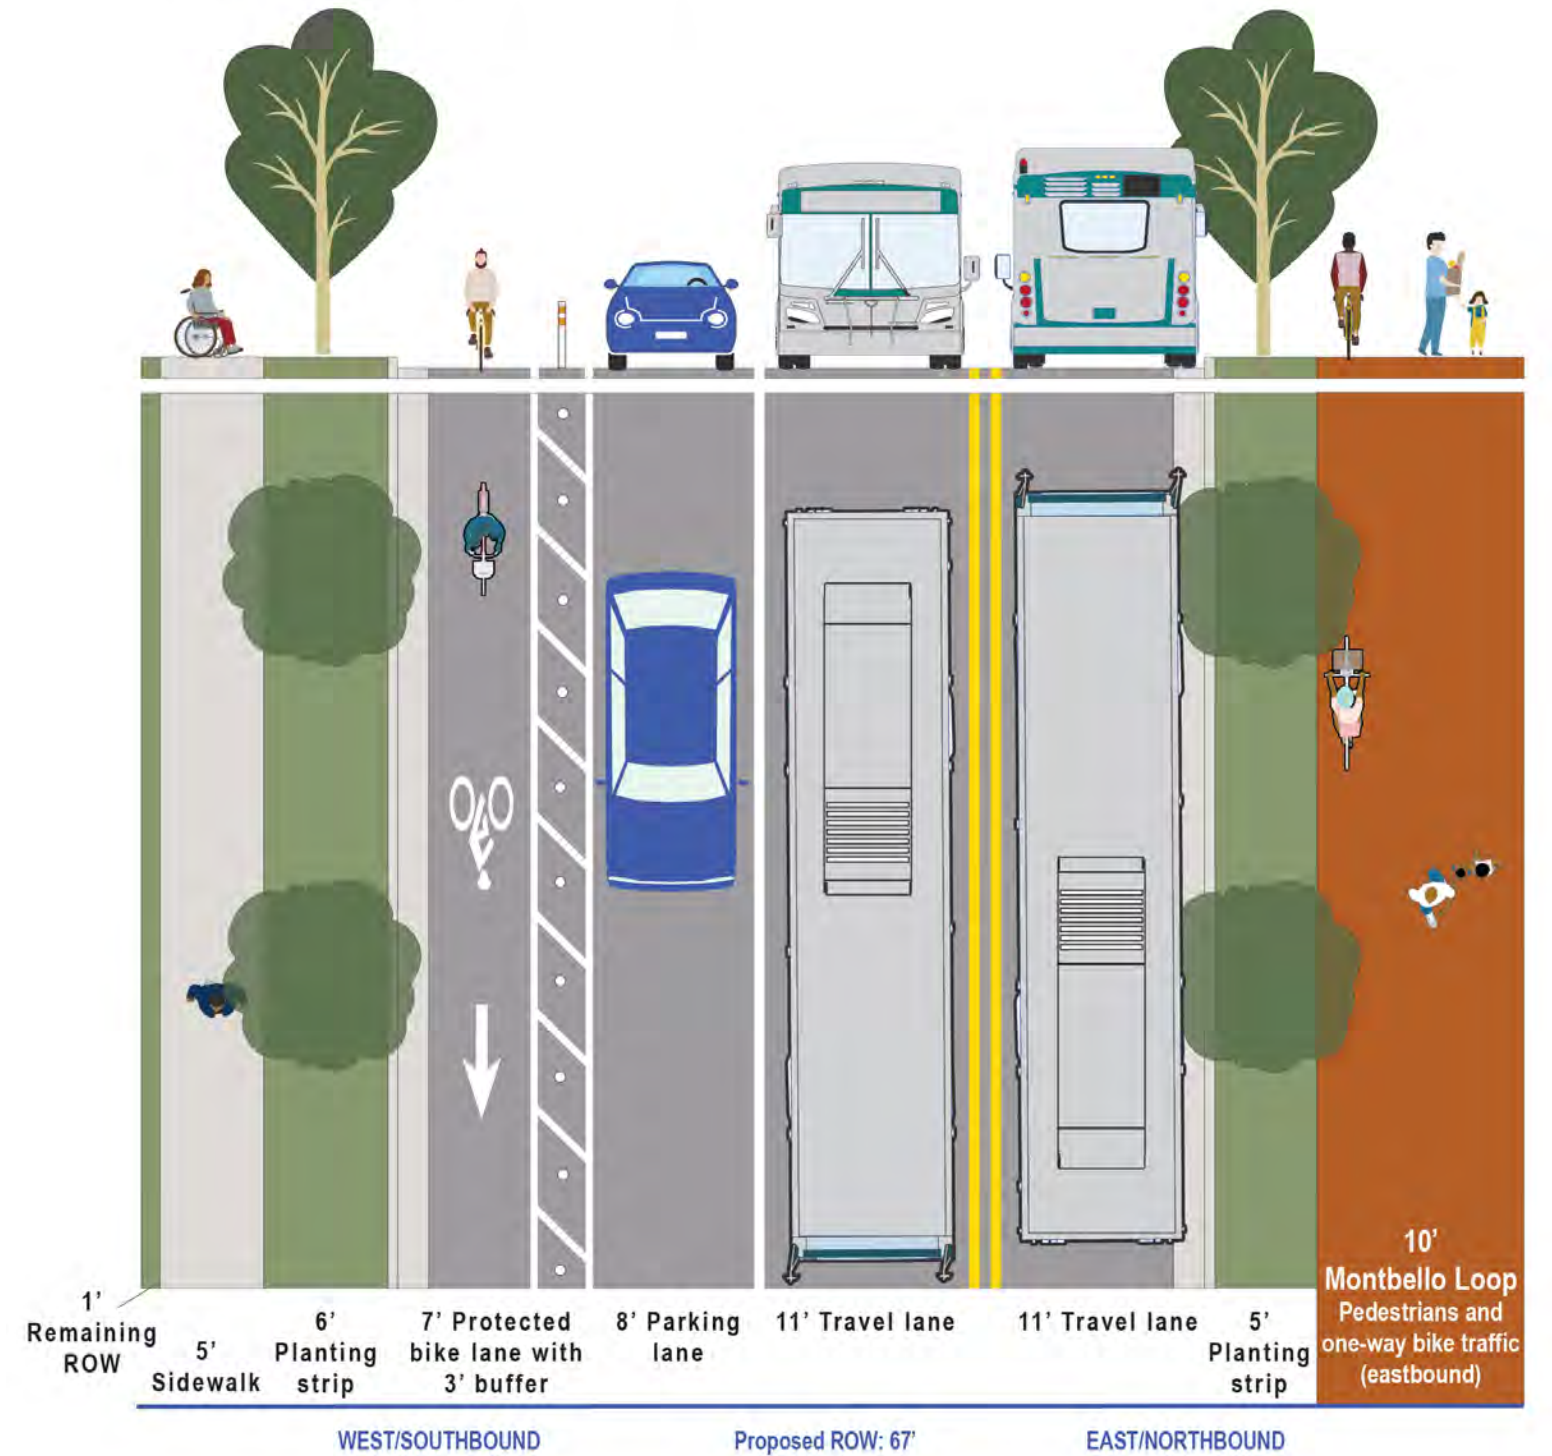 1’
Remaining
ROW
5’
Sidewalk
6’
Planting
strip
7’ Protected
bike lane with
3’ buffer
8’ Parking
lane
11’ Travel lane
11’ Travel lane
5’
Planting
strip
10’
Montbello Loop
Pedestrians and
one-way bike traffic
(eastbound)
WEST/SOUTHBOUND
Proposed ROW: 67’
EAST/NORTHBOUND